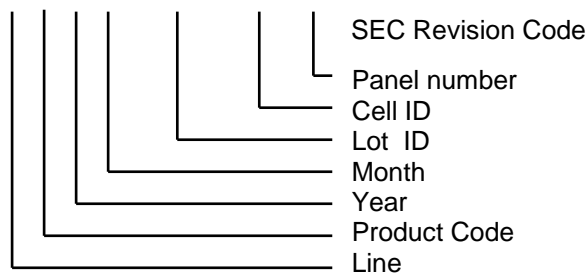 SEC Revision Code
Panel number
Cell ID
Lot ID
Month
Year
Product Code
Line